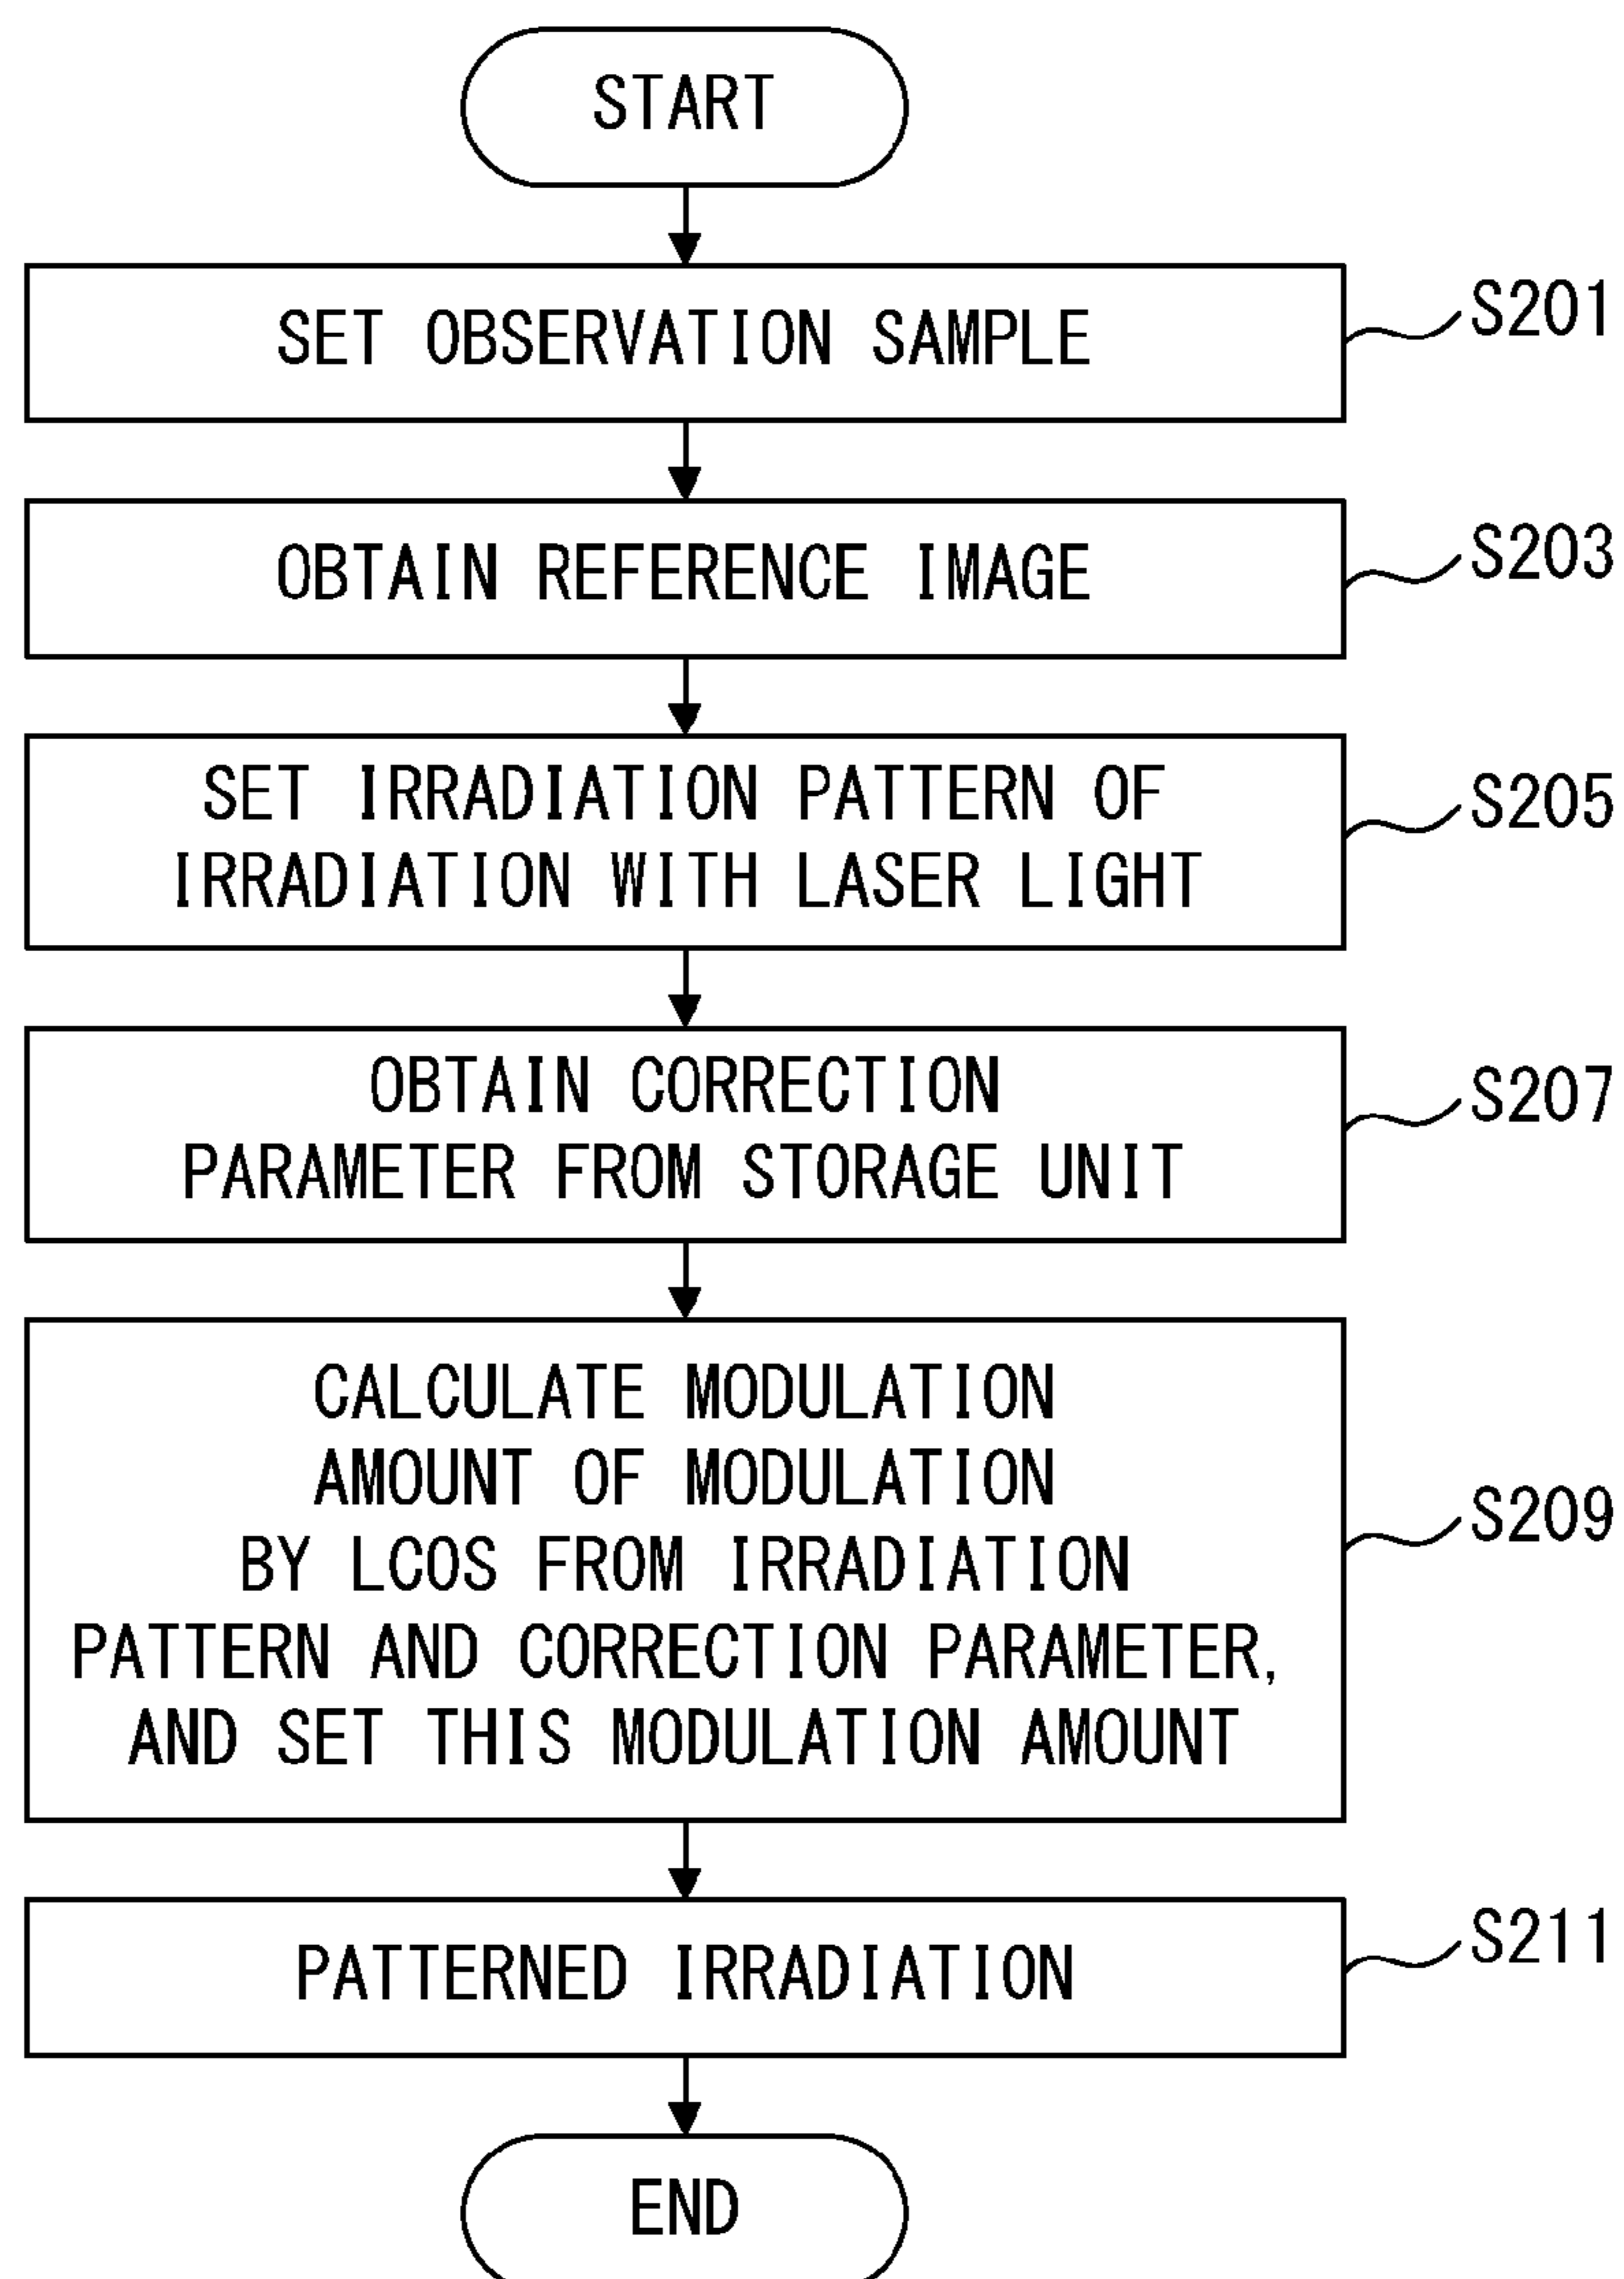 START
SET OBSERVATION SAMPLE
S201
OBTAIN REFERENCE IMAGE
S203
SET IRRADIATION PATTERN OF
IRRADIATION WITH LASER LIGHT
S205
OBTAIN CORRECTION
PARAMETER FROM STORAGE UNIT
S207
CALCULATE MODULATION
AMOUNT OF MODULATION
BY LCOS FROM IRRADIATION
PATTERN AND CORRECTION PARAMETER,
AND SET THIS MODULATION AMOUNT
S209
PATTERNED IRRADIATION
S211
END